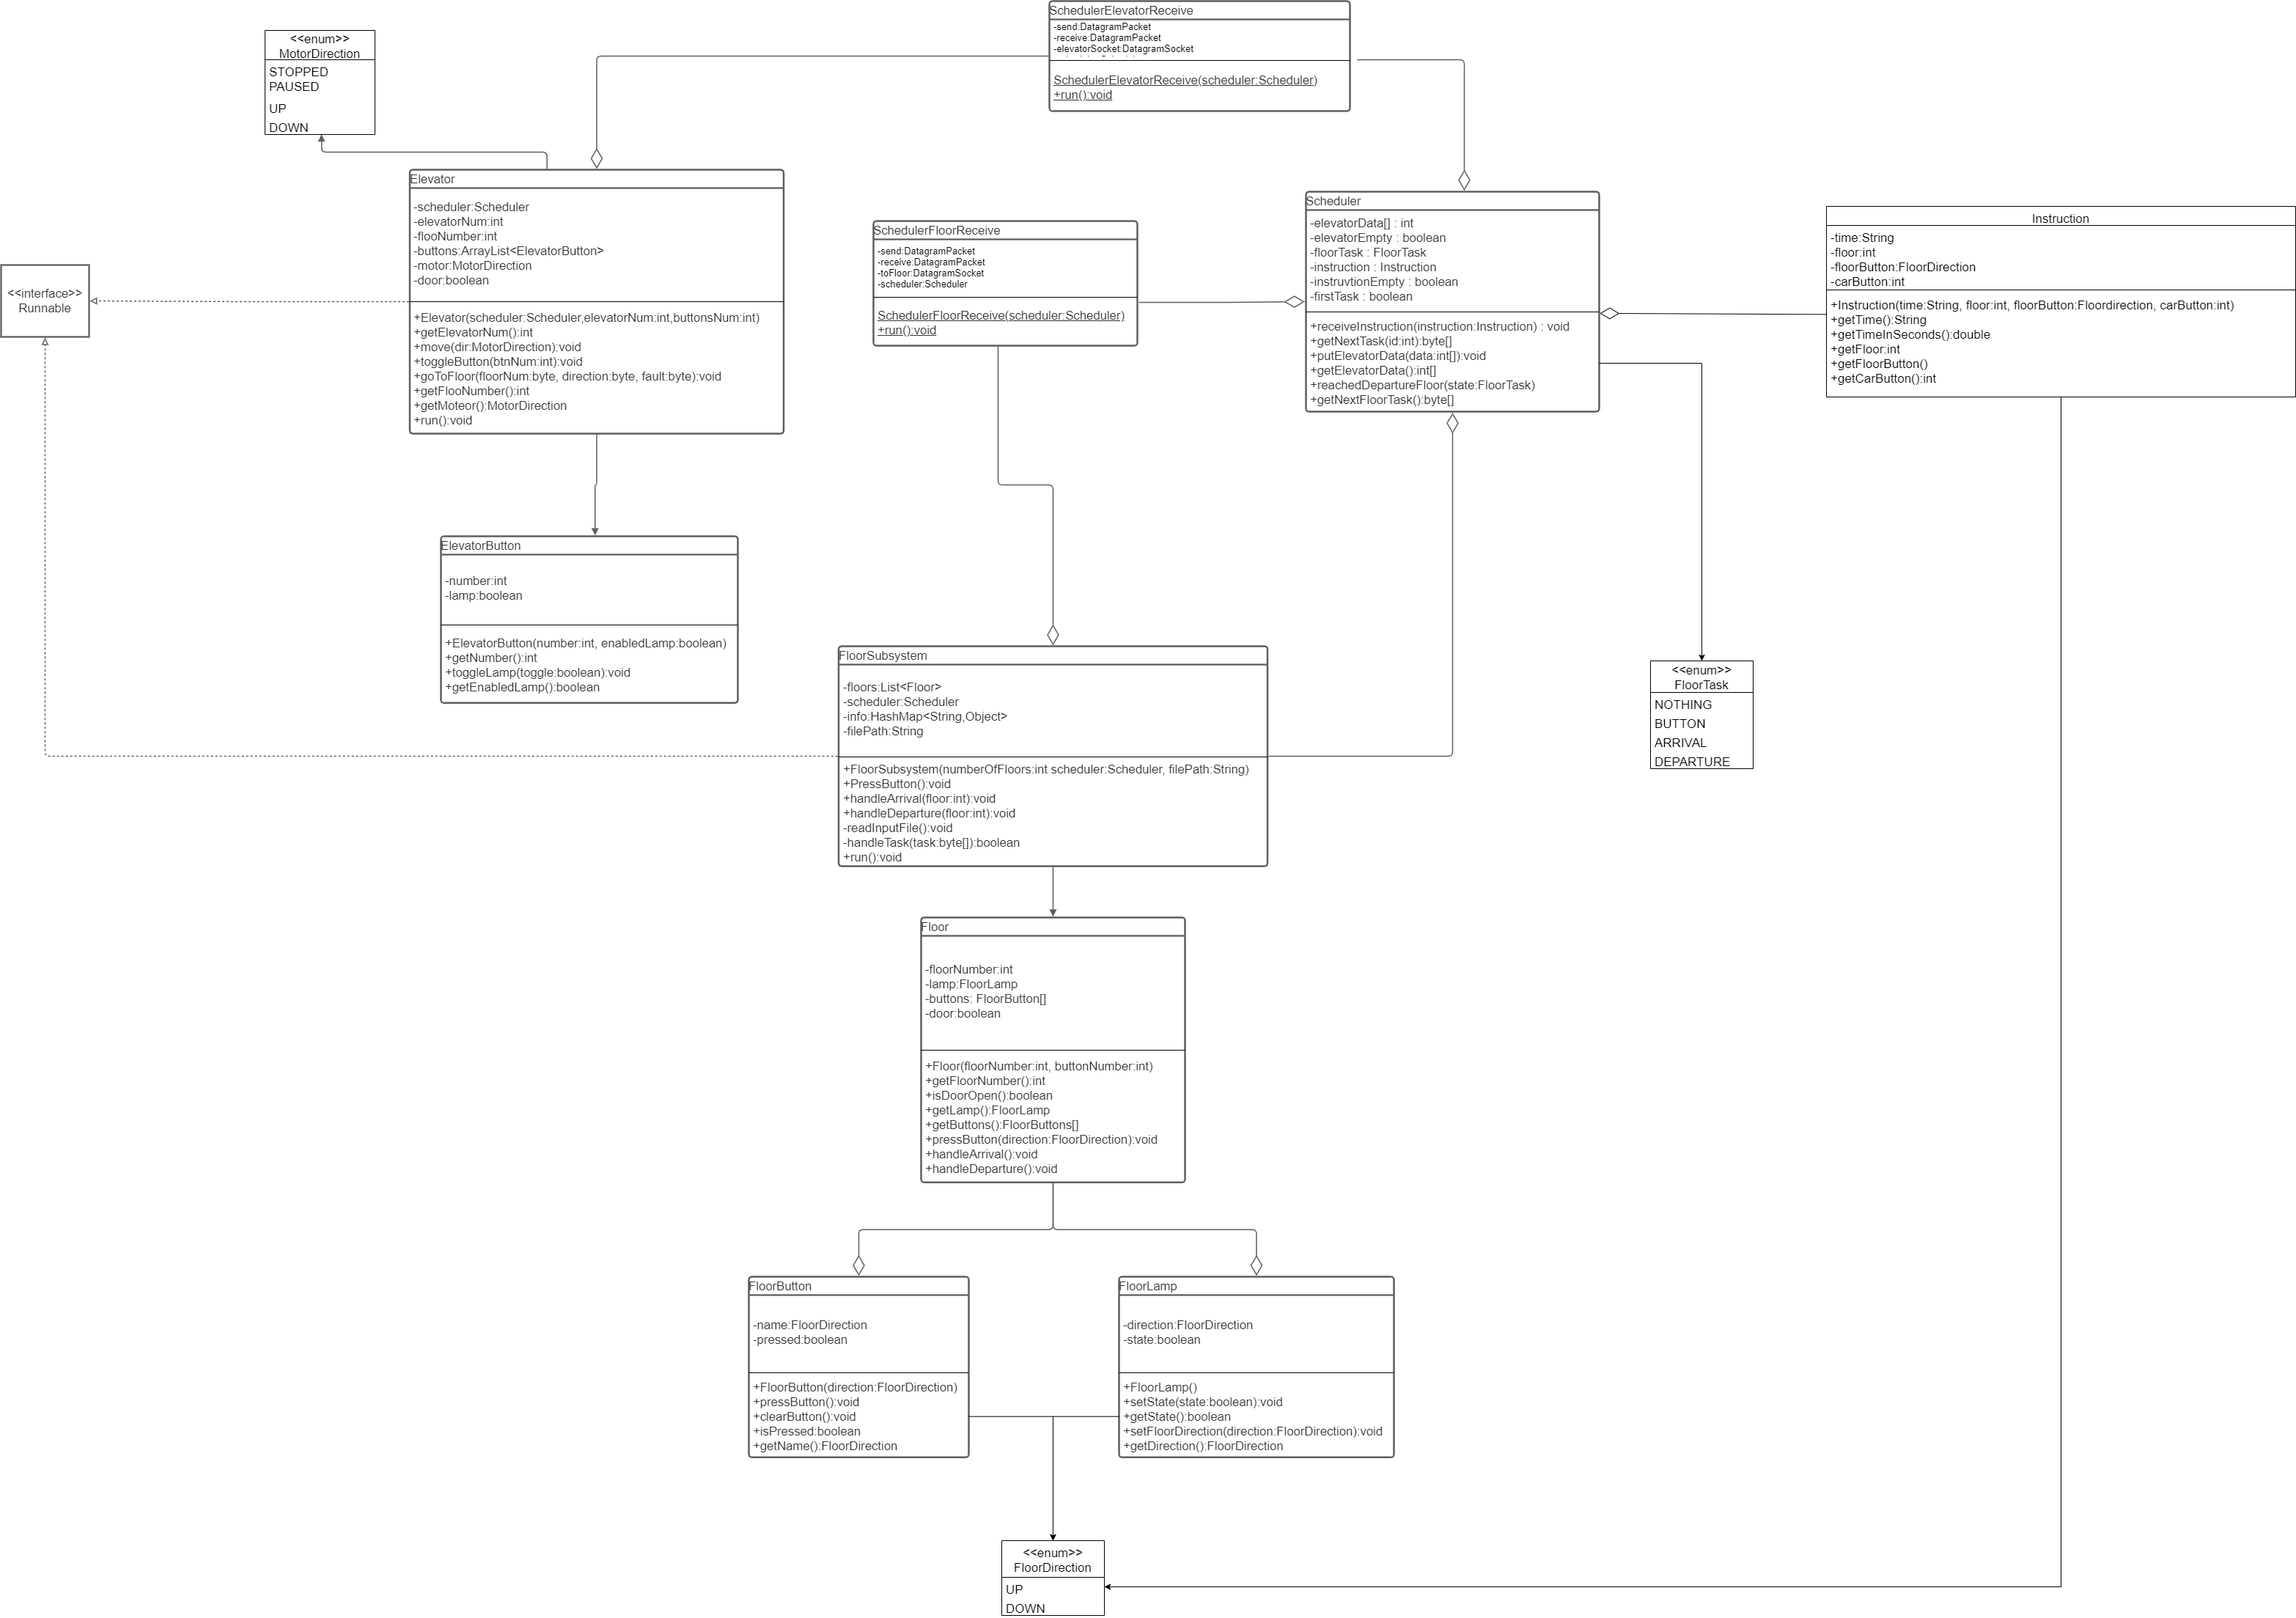 SchedulerElevatorReceive
-send:DatagramPacket
-receive:DatagramPacket
-elevatorSocket:DatagramSocket
SchedulerElevatorReceive(scheduler:Scheduler)
+run():void
<<enum>>
MotorDirection
STOPPED
PAUSED
UP
DOWN
Elevator
-scheduler:Scheduler
-elevatorNum:int
-flooNumber:int
-buttons:ArrayList<ElevatorButton>
-motor:MotorDirection
-door:boolean
+Elevator(scheduler:Scheduler,elevatorNum:int,buttonsNum:int)
+getElevatorNum():int
+move(dir:MotorDirection):void
+toggleButton(btnNum:int):void
+goToFloor(floorNum:byte, direction:byte, fault:byte):void
+getFlooNumber():int
+getMoteor():MotorDirection
+run():void
SchedulerFloorReceive
-send:DatagramPacket
-receive:DatagramPacket
-toFloor:DatagramSocket
-scheduler:Scheduler
SchedulerFloorReceive(scheduler:Scheduler)
+run():void
Scheduler
-elevatorData[] : int
-elevatorEmpty : boolean
-floorTask : FloorTask
-instruction : Instruction
-instruvtionEmpty : boolean
-firstTask : boolean
+receiveInstruction(instruction:Instruction) : void
+getNextTask(id:int):byte[]
+putElevatorData(data:int[]):void
+getElevatorData():int[]
+reachedDepartureFloor(state:FloorTask)
+getNextFloorTask():byte[]
Instruction
-time:String
-floor:int
-floorButton:FloorDirection
-carButton:int
+Instruction(time:String, floor:int, floorButton:Floordirection, carButton:int)
+getTime():String
+getTimeInSeconds():double
+getFloor:int
+getFloorButton()
+getCarButton():int
<<interface>>
Runnable
ElevatorButton
-number:int
-lamp:boolean
+ElevatorButton(number:int, enabledLamp:boolean)
+getNumber():int
+toggleLamp(toggle:boolean):void
+getEnabledLamp():boolean
FloorSubsystem
-floors:List<Floor>
-scheduler:Scheduler
-info:HashMap<String,Object>
-filePath:String
+FloorSubsystem(numberOfFloors:int scheduler:Scheduler, filePath:String)
+PressButton():void
+handleArrival(floor:int):void
+handleDeparture(floor:int):void
-readInputFile():void
-handleTask(task:byte[]):boolean
+run():void
<<enum>>
FloorTask
NOTHING
BUTTON
ARRIVAL
DEPARTURE
Floor
-floorNumber:int
-lamp:FloorLamp
-buttons: FloorButton[]
-door:boolean
+Floor(floorNumber:int, buttonNumber:int)
+getFloorNumber():int
+isDoorOpen():boolean
+getLamp():FloorLamp
+getButtons():FloorButtons[]
+pressButton(direction:FloorDirection):void
+handleArrival():void
+handleDeparture():void
FloorButton
-name:FloorDirection
-pressed:boolean
+FloorButton(direction:FloorDirection)
+pressButton():void
+clearButton():void
+isPressed:boolean
+getName():FloorDirection
FloorLamp
-direction:FloorDirection
-state:boolean
+FloorLamp()
+setState(state:boolean):void
+getState():boolean
+setFloorDirection(direction:FloorDirection):void
+getDirection():FloorDirection
<<enum>>
FloorDirection
UP
DOWN